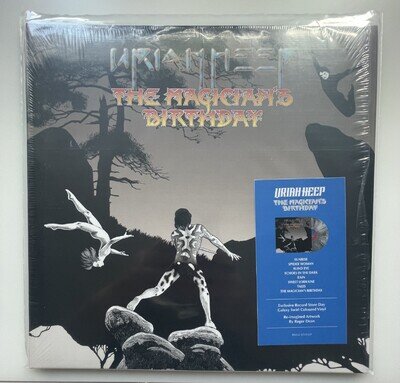 URIAH HEEP
THE MAGICIAN'S
BIRTHDAY
URIAH HEEP
THE MAGICIAN'S
BIRTHDAY
SUNRISE
SPIDER WOMAN
BLIND EYE
ECHOES IN THE DARK
RAIN
SWEET LORRAINE
TALES
THE MAGICIAN'S BIRTHDAY
Exclusive Record Store Day
Galaxy Swirl Coloured Vinyl
Re-imagined Artwork
By Roger Dean